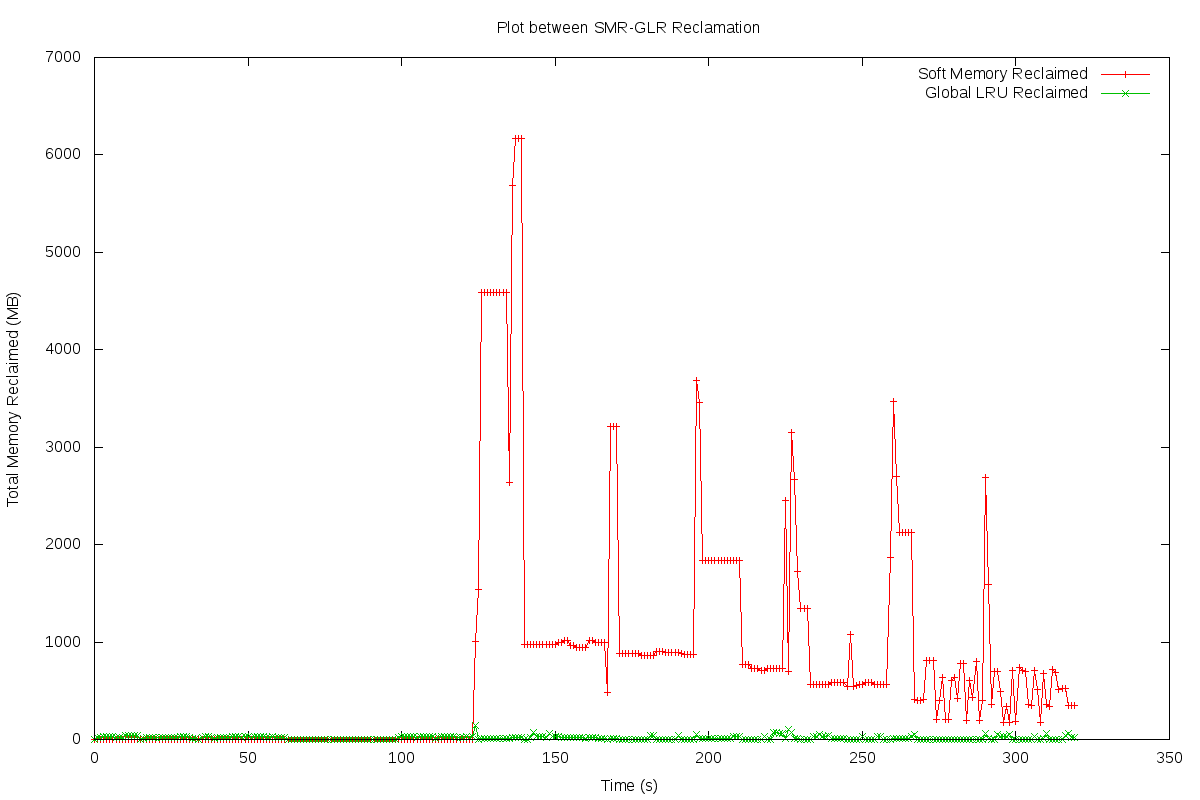 Plot between SMR-GLR Reclamation
7000
6000
5000
4000
3000
2000
1000
0
Total Memory Reclaimed (MB)
Soft Memory Reclaimed
Global LRU Reclaimed
0 50 100 150 200 250 300 350
Time (s)